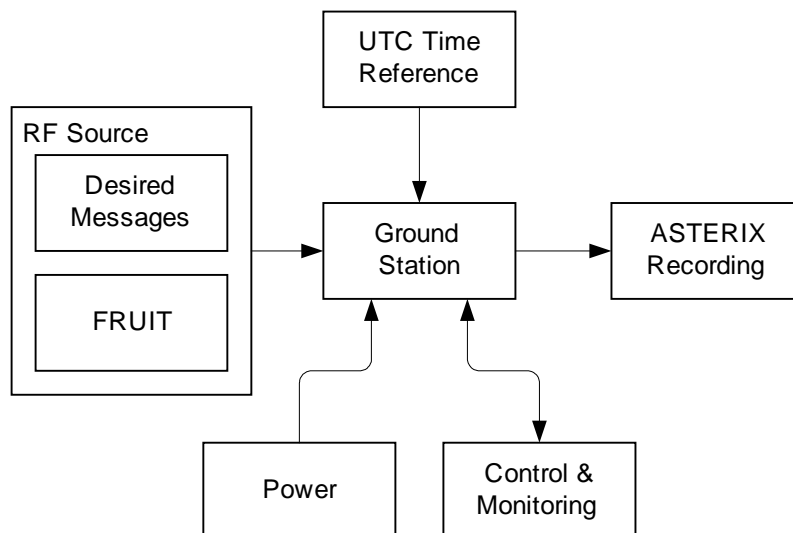 UTC Time
Reference
RF Source
Desired
Messages
FRUIT
Ground
Station
ASTERIX
Recording
Power
Control &
Monitoring